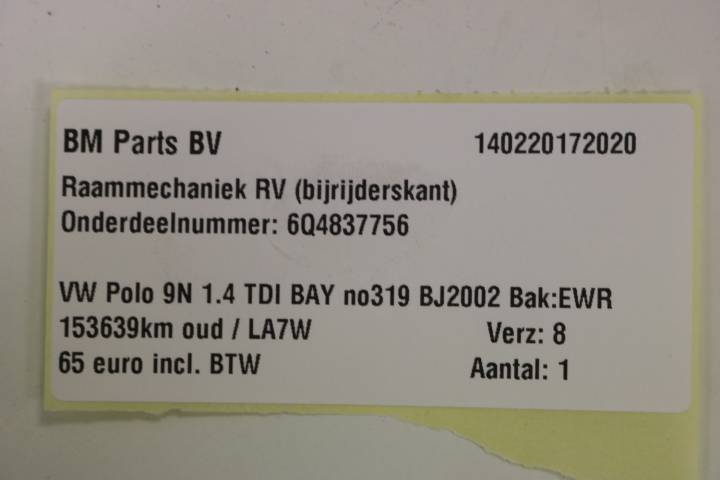 BM Parts BV 140220172020
Raammechaniek RV (bijrijderskant)
Onderdeelnummer: 6Q4837756
VW Polo 9N 1.4 TDI BAY no319 BJ2002 Bak:EWR
153639km oud / LA7W Verz: 8
65 euro incl. BTW Aantal: 1